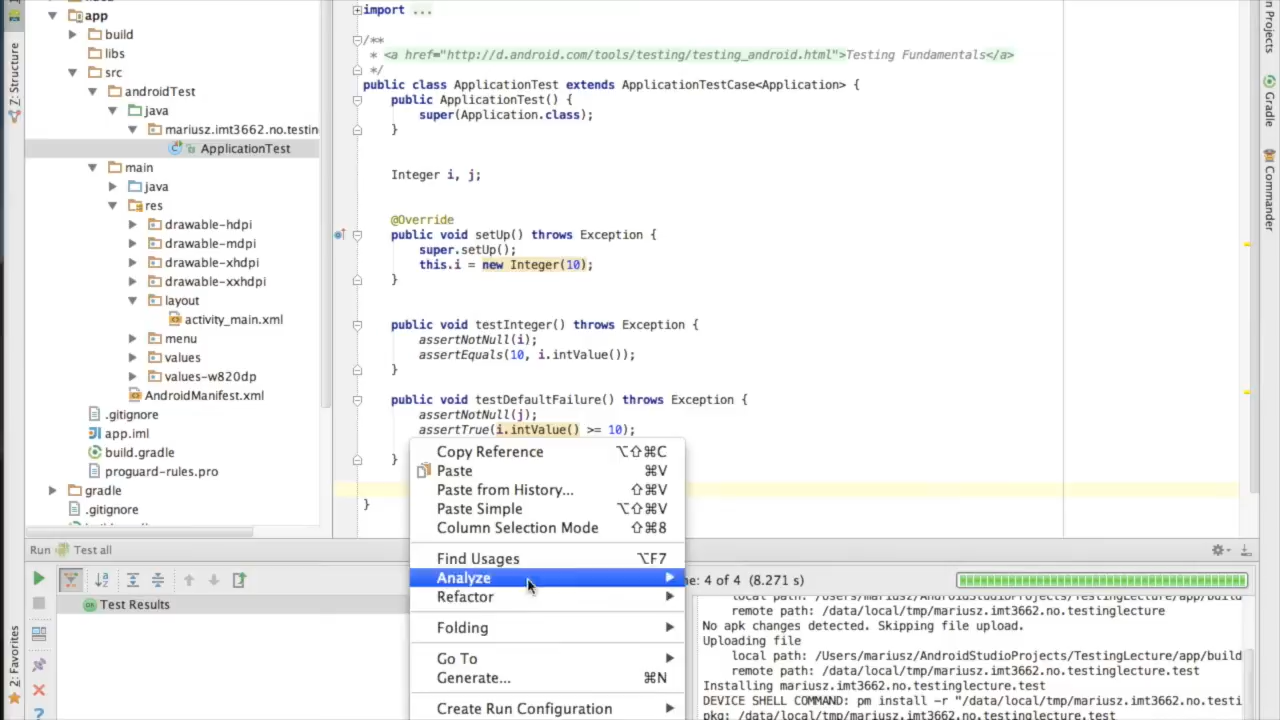 app
build
libs
src
androidTest
java
mariusz.imt3662.no.testin
ApplicationTest
main
java
res
drawable-hdpi
drawable-mdpi
drawable-xhdpi
drawable-xxhdpi
layout
activity_main.xml
menu
values
values-w820dp
AndroidManifest.xml
.gitignore
app.iml
build.gradle
proguard-rules.pro
gradle
.gitignore
Z: Structure
2: Favorites
import ...
/**
* <a href="http://d.android.com/tools/testing/testing_android.html">Testing Fundamentals</a>
*/
public class ApplicationTest extends ApplicationTestCase<Application> {
public ApplicationTest() {
super(Application.class);
}
Integer i, j;
@Override
public void setUp() throws Exception {
super.setUp();
this.i = new Integer(10);
}
public void testInteger() throws Exception {
assertNotNull(i);
assertEquals(10, i.intValue());
}
public void testDefaultFailure() throws Exception {
assertNotNull(j);
assertTrue(i.intValue() >= 10);
}
}
Copy Reference ⌥⇧⌘C
Paste ⌘V
Paste from History... ⇧⌘V
Paste Simple ⌥⇧⌘V
Column Selection Mode ⇧⌘8
Find Usages ⌥F7
Analyze
Refactor
Folding
Go To
Generate... ⌘N
Create Run Configuration
n Projects
Gradle
Commander
Run Test all
Test Results
ne: 4 of 4 (8.271 s)
local path: /Users/mariusz/AndroidStudioProjects/TestingLecture/app/build
remote path: /data/local/tmp/mariusz.imt3662.no.testinglecture
No apk changes detected. Skipping file upload.
Uploading file
local path: /Users/mariusz/AndroidStudioProjects/TestingLecture/app/build
remote path: /data/local/tmp/mariusz.imt3662.no.testinglecture.test
Installing mariusz.imt3662.no.testinglecture.test
DEVICE SHELL COMMAND: pm install -r "/data/local/tmp/mariusz.imt3662.no.testi
pkg: /data/local/tmp/mariusz.imt3662.no.testinglecture.test